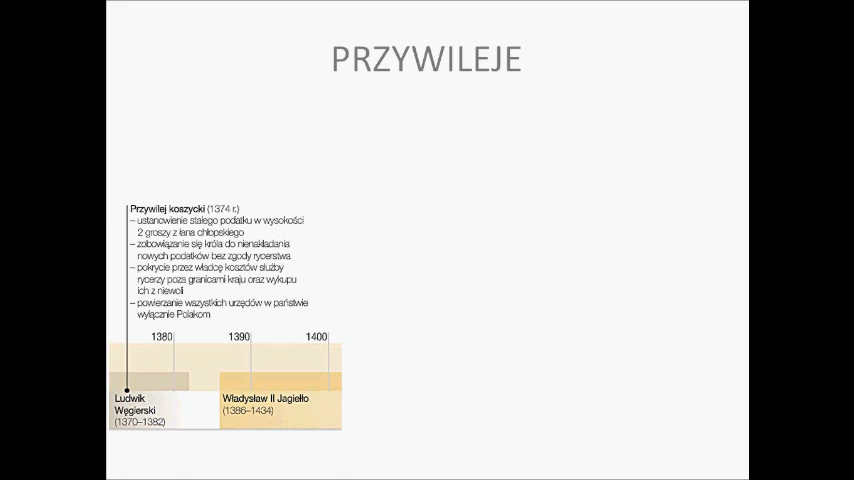 PRZYWILEJE
Przywilej koszycki (1374 r.)
– ustanowienie stałego podatku w wysokości
2 groszy z łana chłopskiego
– zobowiązanie się króla do nienakładania
nowych podatków bez zgody rycerstwa
– pokrycie przez władcę kosztów służby
rycerzy poza granicami kraju oraz wykupu
ich z niewoli
– powierzanie wszystkich urzędów w państwie
wyłącznie Polakom
1380 1390 1400
Ludwik
Węgierski
(1370–1382)
Władysław II Jagiełło
(1386–1434)